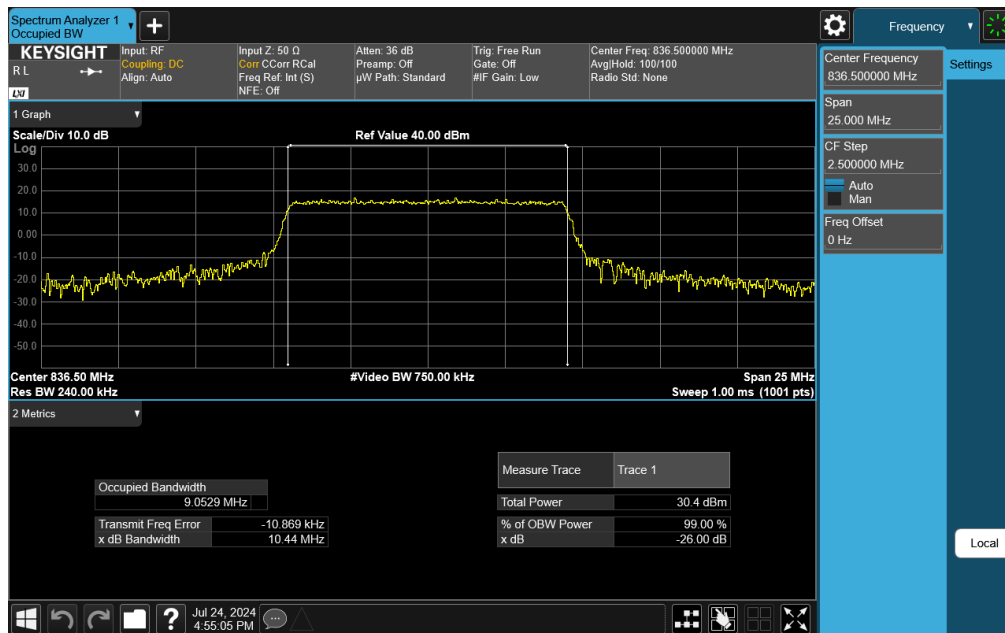 Spectrum Analyzer 1
Occupied BW
Frequency
KEYSIGHT
R L
LXI
Input: RF
Coupling: DC
Align: Auto
Input Z: 50 Ω
Corr CCorr RCal
Freq Ref: Int (S)
NFE: Off
Atten: 36 dB
Preamp: Off
µW Path: Standard
Trig: Free Run
Gate: Off
#IF Gain: Low
Center Freq: 836.500000 MHz
Avg|Hold: 100/100
Radio Std: None
Center Frequency
836.500000 MHz
Settings
Span
25.000 MHz
CF Step
2.500000 MHz
Auto
Man
Freq Offset
0 Hz
1 Graph
Scale/Div 10.0 dB
Ref Value 40.00 dBm
Log
30.0
20.0
10.0
0.00
-10.0
-20.0
-30.0
-40.0
-50.0
Center 836.50 MHz
#Video BW 750.00 kHz
Span 25 MHz
Res BW 240.00 kHz
Sweep 1.00 ms (1001 pts)
2 Metrics
Measure Trace
Trace 1
Occupied Bandwidth
9.0529 MHz
Total Power
30.4 dBm
Transmit Freq Error
-10.869 kHz
% of OBW Power
99.00 %
x dB Bandwidth
10.44 MHz
x dB
-26.00 dB
Local
?
Jul 24, 2024
4:55:05 PM